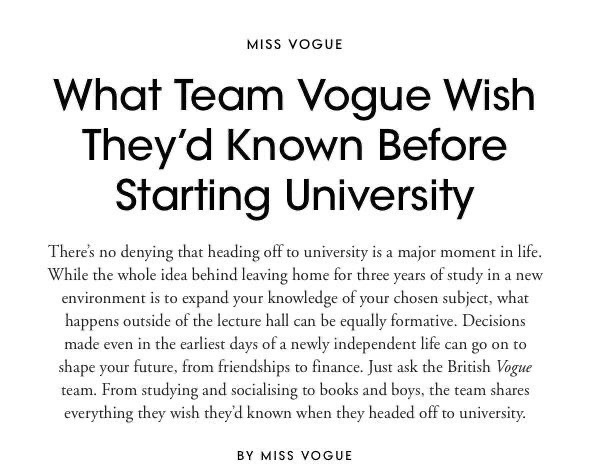 MISS VOGUE
What Team Vogue Wish
They’d Known Before
Starting University
There’s no denying that heading off to university is a major moment in life.
While the whole idea behind leaving home for three years of study in a new
environment is to expand your knowledge of your chosen subject, what
happens outside of the lecture hall can be equally formative. Decisions
made even in the earliest days of a newly independent life can go on to
shape your future, from friendships to finance. Just ask the British Vogue
team. From studying and socialising to books and boys, the team shares
everything they wish they’d known when they headed off to university.
BY MISS VOGUE